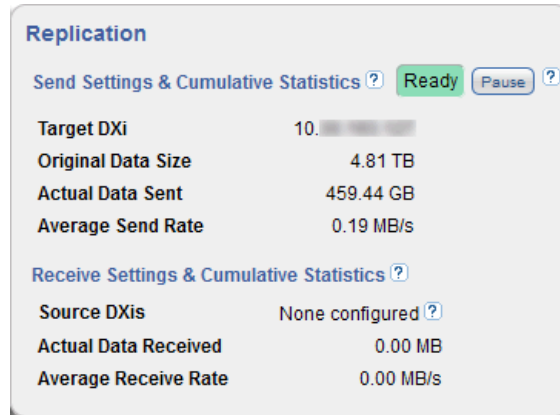 Replication
Send Settings & Cumulative Statistics ? Ready Pause ?
Target DXi 10.
Original Data Size 4.81 TB
Actual Data Sent 459.44 GB
Average Send Rate 0.19 MB/s
Receive Settings & Cumulative Statistics ?
Source DXis None configured ?
Actual Data Received 0.00 MB
Average Receive Rate 0.00 MB/s